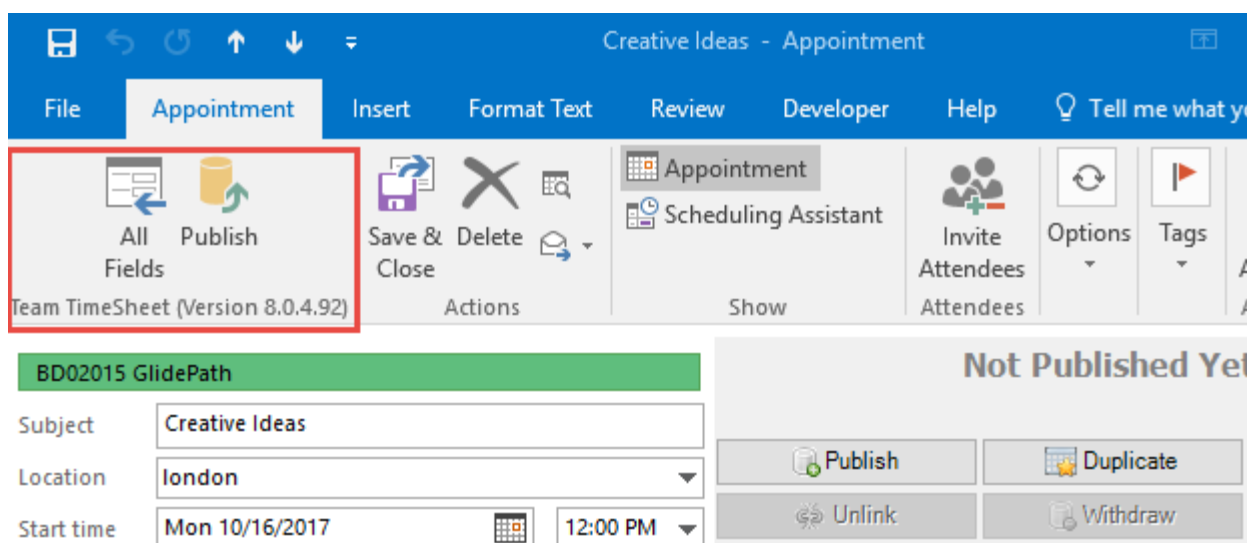 Creative Ideas - Appointment
File Appointment Insert Format Text Review Developer Help Tell me what
All Fields
Publish
Save & Close
Delete
Appointment
Scheduling Assistant
Invite Attendees
Options
Tags
Team TimeSheet (Version 8.0.4.92)
Actions
Show
Attendees
BD02015 GlidePath
Not Published Yet
Subject Creative Ideas
Location london
Start time Mon 10/16/2017 12:00 PM
Publish Duplicate
Unlink Withdraw